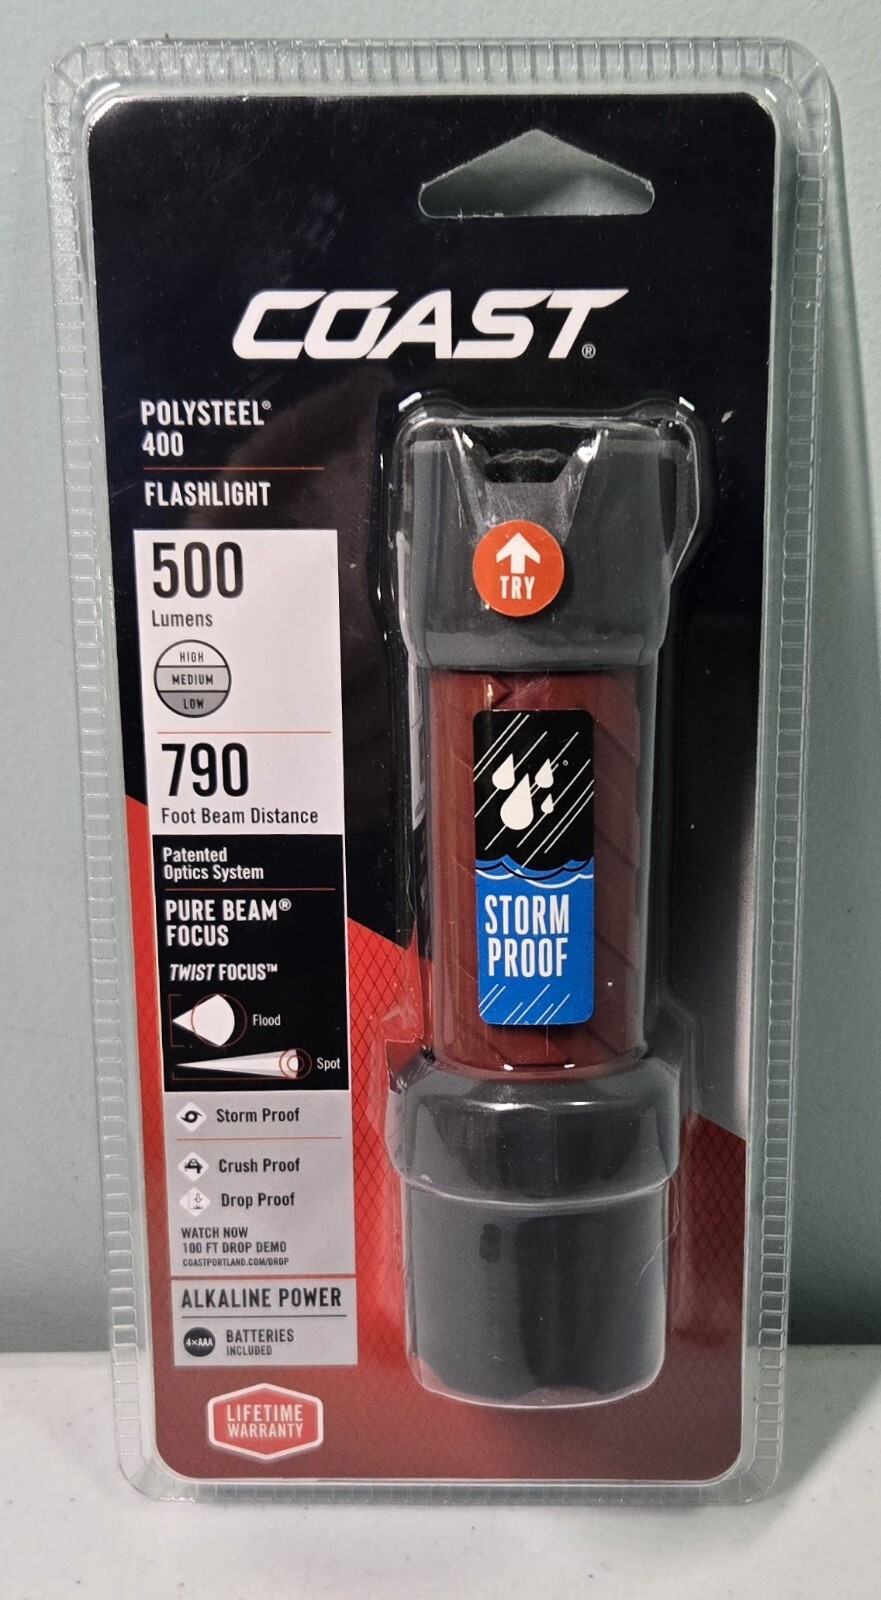 COAST®
POLYSTEEL®
400
FLASHLIGHT
500
Lumens
HIGH
MEDIUM
LOW
790
Foot Beam Distance
Patented
Optics System
PURE BEAM®
FOCUS
TWIST FOCUS™
Flood
Spot
Storm Proof
Crush Proof
Drop Proof
WATCH NOW
100 FT DROP DEMO
COASTPORTLAND.COM/DROP
ALKALINE POWER
4×AAA
BATTERIES
INCLUDED
LIFETIME
WARRANTY
TRY
STORM
PROOF